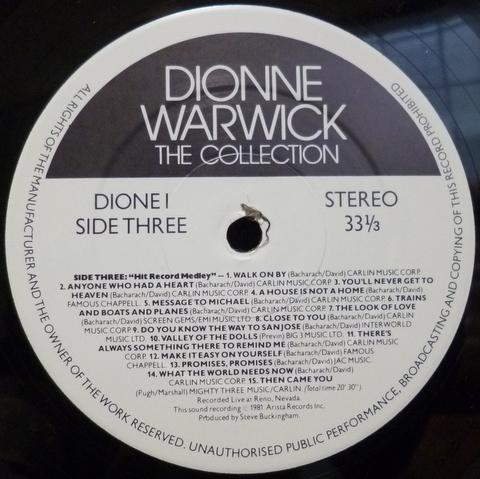 DIONNE
WARWICK
THE COLLECTION
DIONE 1
SIDE THREE
STEREO
33⅓
SIDE THREE: "Hit Record Medley" – 1. WALK ON BY (Bacharach/David) CARLIN MUSIC CORP.
2. ANYONE WHO HAD A HEART (Bacharach/David) CARLIN MUSIC CORP. 3. YOU'LL NEVER GET TO
HEAVEN (Bacharach/David) CARLIN MUSIC CORP. 4. A HOUSE IS NOT A HOME (Bacharach/David)
FAMOUS CHAPPELL. 5. MESSAGE TO MICHAEL (Bacharach/David) CARLIN MUSIC CORP. 6. TRAINS
AND BOATS AND PLANES (Bacharach/David) CARLIN MUSIC CORP. 7. THE LOOK OF LOVE
(Bacharach/David) SCREEN GEMS/EMI MUSIC LTD. 8. CLOSE TO YOU (Bacharach/David) CARLIN
MUSIC CORP. 9. DO YOU KNOW THE WAY TO SAN JOSE (Bacharach/David) INTERWORLD
MUSIC LTD. 10. VALLEY OF THE DOLLS (Previn) BIG 3 MUSIC LTD. 11. THERE'S
ALWAYS SOMETHING THERE TO REMIND ME (Bacharach/David) CARLIN MUSIC
CORP. 12. MAKE IT EASY ON YOURSELF (Bacharach/David) FAMOUS
CHAPPELL. 13. PROMISES, PROMISES (Bacharach/David) JAC MUSIC.
14. WHAT THE WORLD NEEDS NOW (Bacharach/David)
CARLIN MUSIC CORP. 15. THEN CAME YOU
(Pugh/Marshall) MIGHTY THREE MUSIC/CARLIN. (Total time 20' 30")
Recorded Live at Reno, Nevada.
This sound recording ℗ 1981 Arista Records Inc.
Produced by Steve Buckingham.
ALL RIGHTS OF THE MANUFACTURER AND THE OWNER OF THE WORK RESERVED. UNAUTHORISED PUBLIC PERFORMANCE, BROADCASTING AND COPYING OF THIS RECORD PROHIBITED